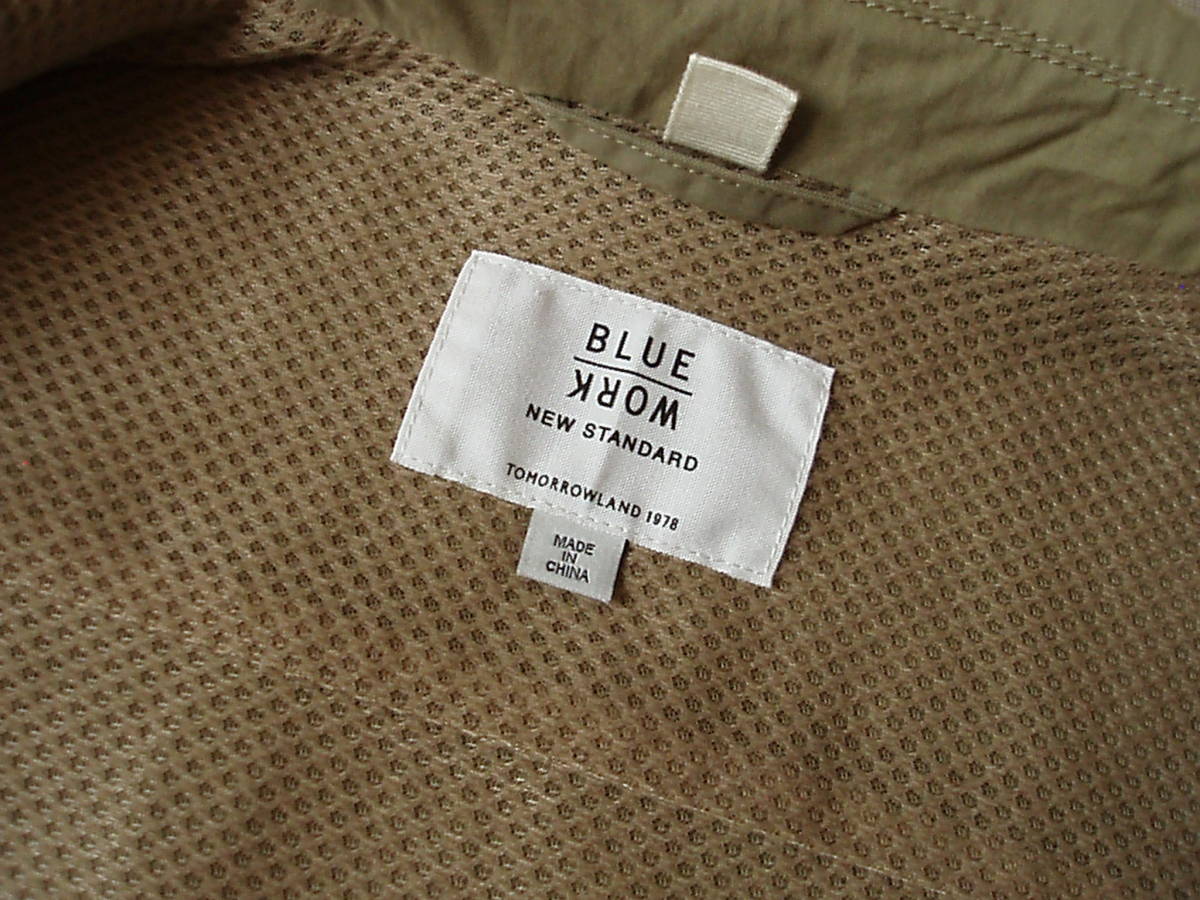 BLUE
WORK
NEW STANDARD
TOMORROWLAND 1978
MADE
IN
CHINA